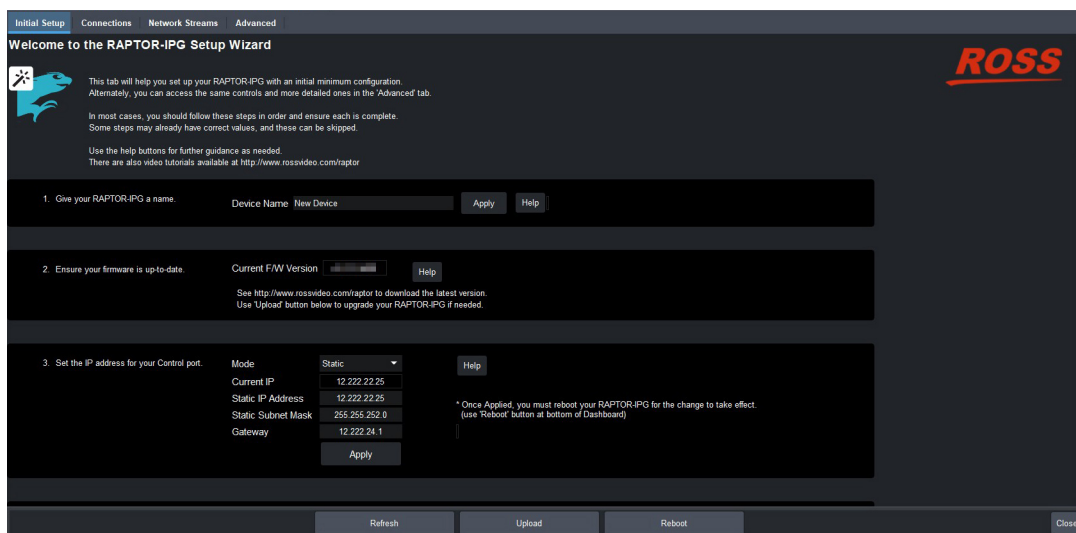 Initial Setup Connections Network Streams Advanced
Welcome to the RAPTOR-IPG Setup Wizard
ROSS
This tab will help you set up your RAPTOR-IPG with an initial minimum configuration.
Alternately, you can access the same controls and more detailed ones in the 'Advanced' tab.
In most cases, you should follow these steps in order and ensure each is complete.
Some steps may already have correct values, and these can be skipped.
Use the help buttons for further guidance as needed.
There are also video tutorials available at http://www.rossvideo.com/raptor
1. Give your RAPTOR-IPG a name. Device Name New Device Apply Help
2. Ensure your firmware is up-to-date. Current F/W Version Help
See http://www.rossvideo.com/raptor to download the latest version.
Use 'Upload' button below to upgrade your RAPTOR-IPG if needed.
3. Set the IP address for your Control port. Mode Static Help
Current IP 12.222.22.25
Static IP Address 12.222.22.25
* Once Applied, you must reboot your RAPTOR-IPG for the change to take effect.
Static Subnet Mask 255.255.252.0
(use 'Reboot' button at bottom of Dashboard)
Gateway 12.222.24.1
Apply
Refresh Upload Reboot Close